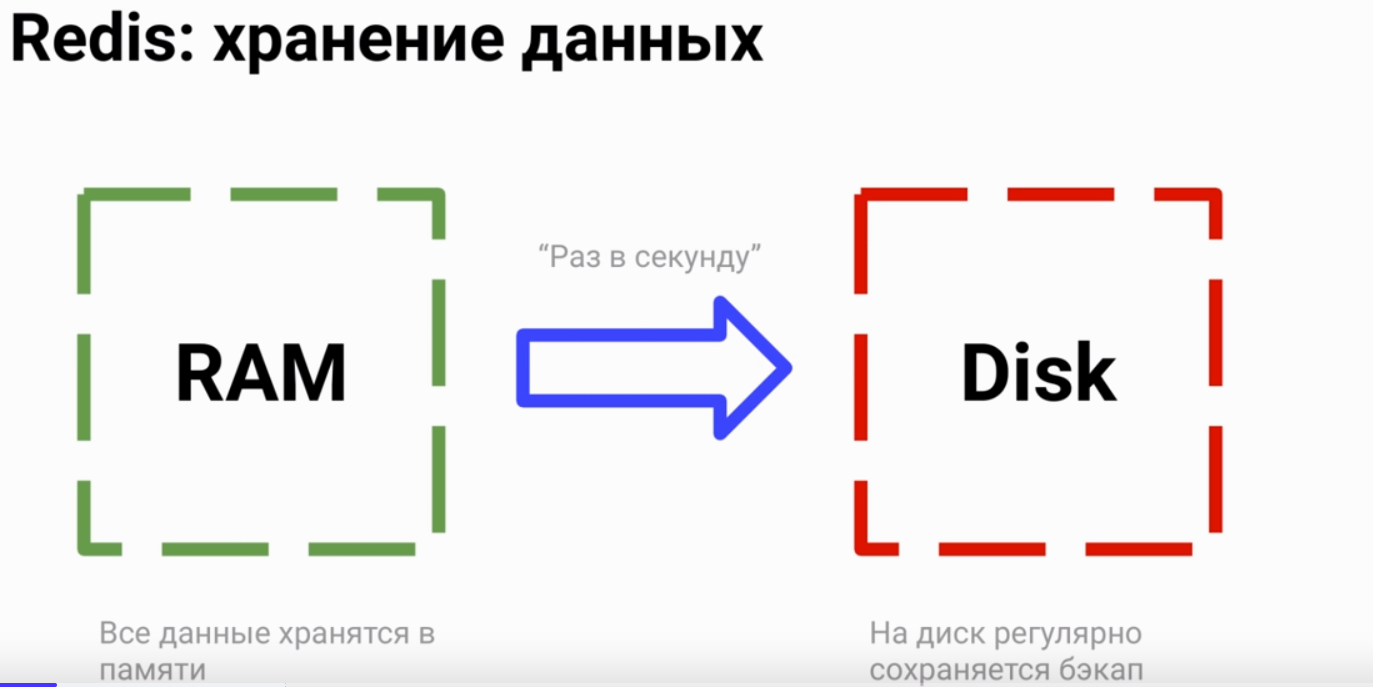 Redis: хранение данных
“Раз в секунду”
RAM
Disk
Все данные хранятся в
памяти
На диск регулярно
сохраняется бэкап